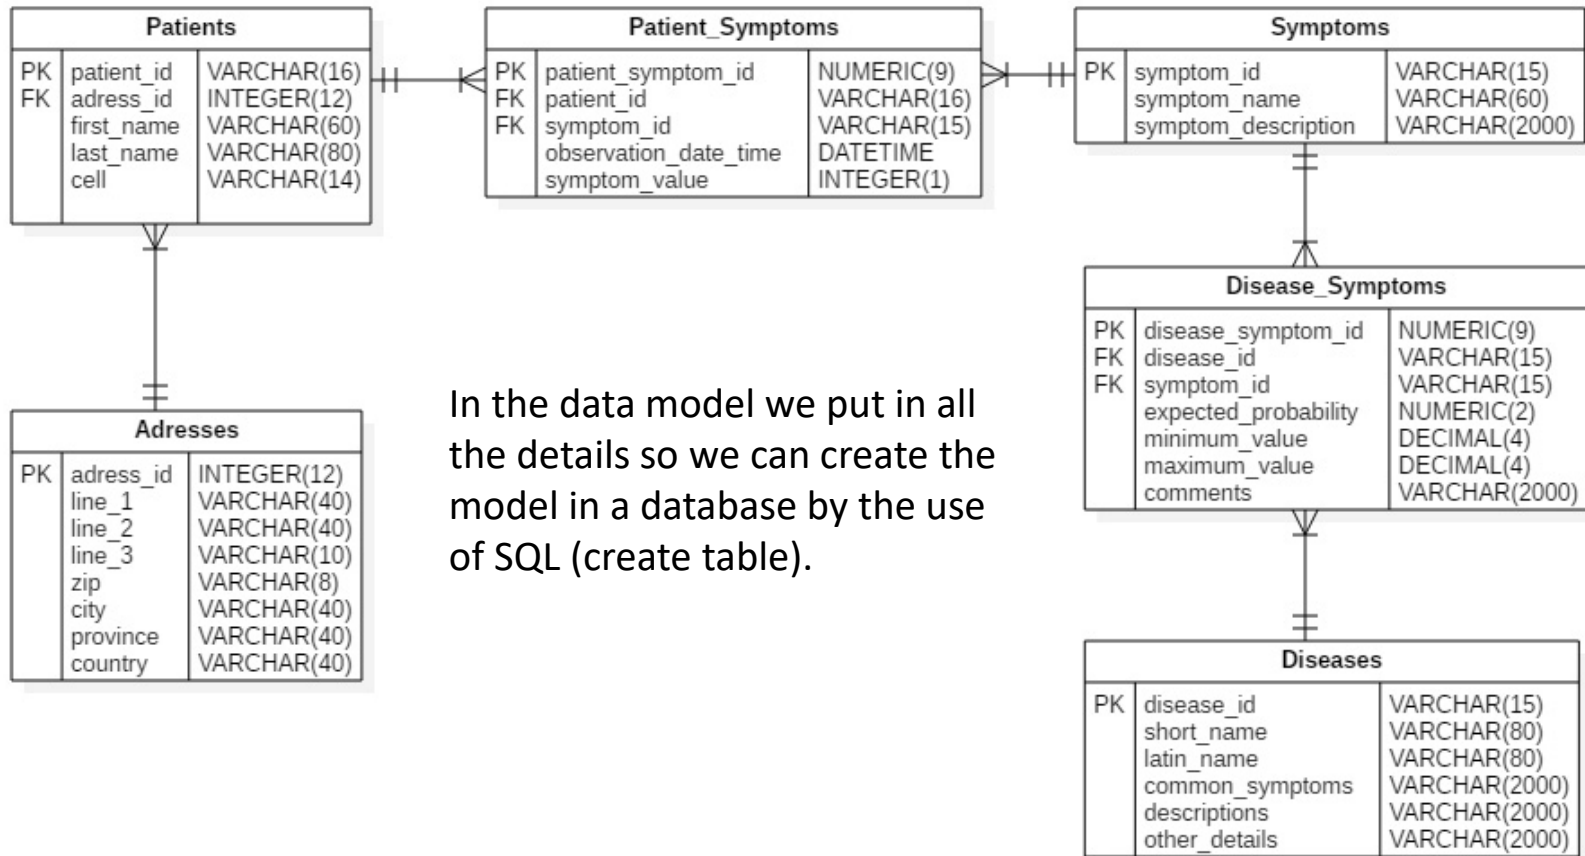 Patients
PK patient_id VARCHAR(16)
FK adress_id INTEGER(12)
first_name VARCHAR(60)
last_name VARCHAR(80)
cell VARCHAR(14)
Patient_Symptoms
PK patient_symptom_id NUMERIC(9)
FK patient_id VARCHAR(16)
FK symptom_id VARCHAR(15)
observation_date_time DATETIME
symptom_value INTEGER(1)
Symptoms
PK symptom_id VARCHAR(15)
symptom_name VARCHAR(60)
symptom_description VARCHAR(2000)
Disease_Symptoms
PK disease_symptom_id NUMERIC(9)
FK disease_id VARCHAR(15)
FK symptom_id VARCHAR(15)
expected_probability NUMERIC(2)
minimum_value DECIMAL(4)
maximum_value DECIMAL(4)
comments VARCHAR(2000)
Adresses
PK adress_id INTEGER(12)
line_1 VARCHAR(40)
line_2 VARCHAR(40)
line_3 VARCHAR(10)
zip VARCHAR(8)
city VARCHAR(40)
province VARCHAR(40)
country VARCHAR(40)
In the data model we put in all
the details so we can create the
model in a database by the use
of SQL (create table).
Diseases
PK disease_id VARCHAR(15)
short_name VARCHAR(80)
latin_name VARCHAR(80)
common_symptoms VARCHAR(2000)
descriptions VARCHAR(2000)
other_details VARCHAR(2000)